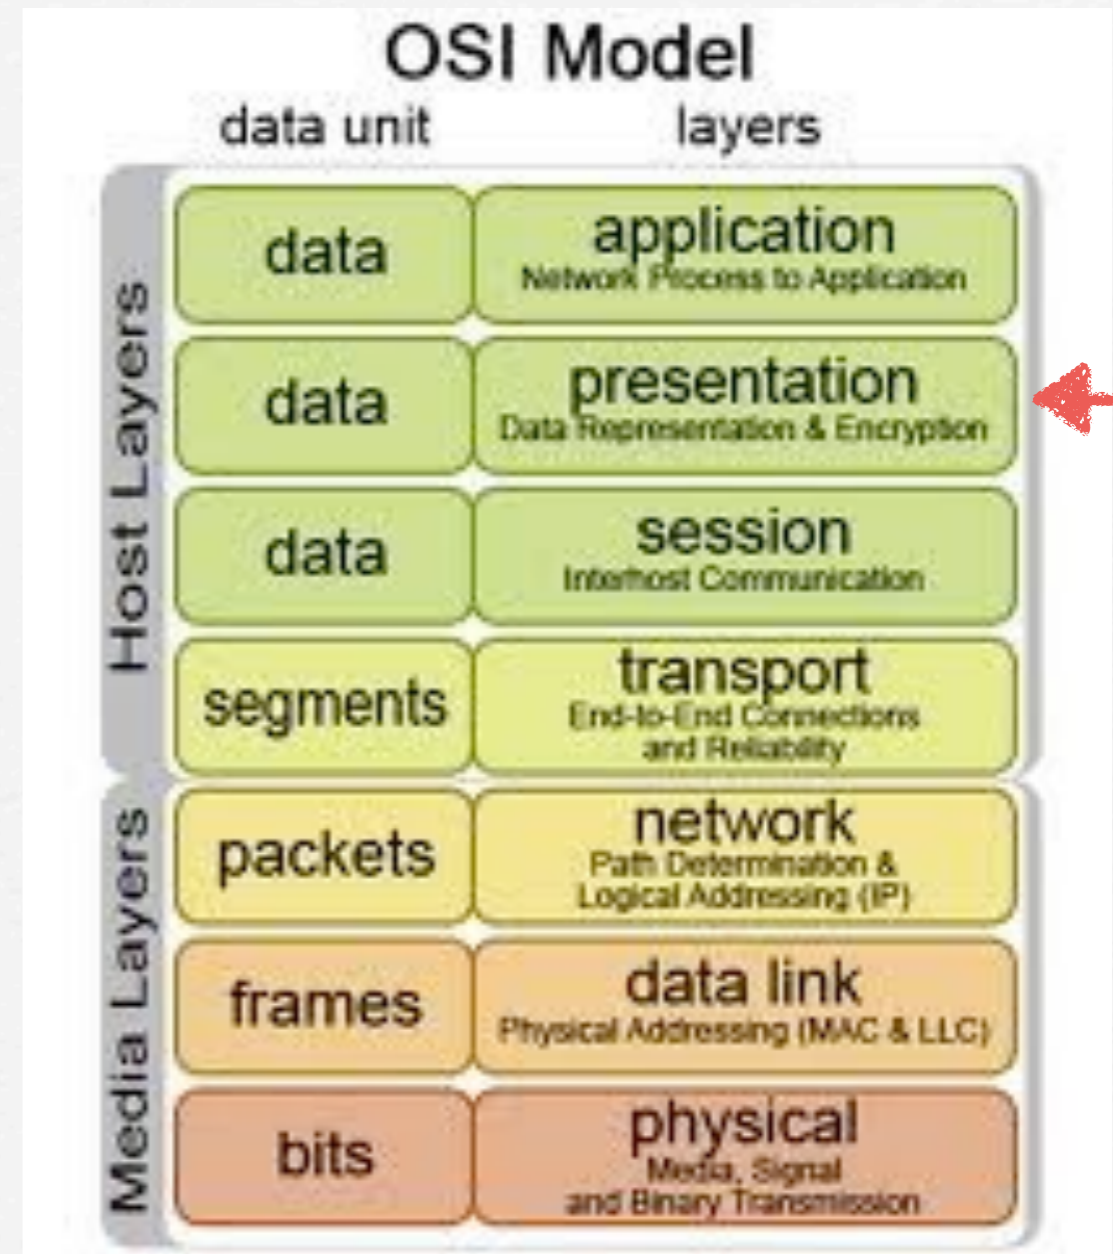 OSI Model
data unit layers
Host Layers
data application
Network Process to Application
data presentation
Data Representation & Encryption
data session
Interhost Communication
segments transport
End-to-End Connections
and Reliability
Media Layers
packets network
Path Determination &
Logical Addressing (IP)
frames data link
Physical Addressing (MAC & LLC)
bits physical
Media, Signal
and Binary Transmission